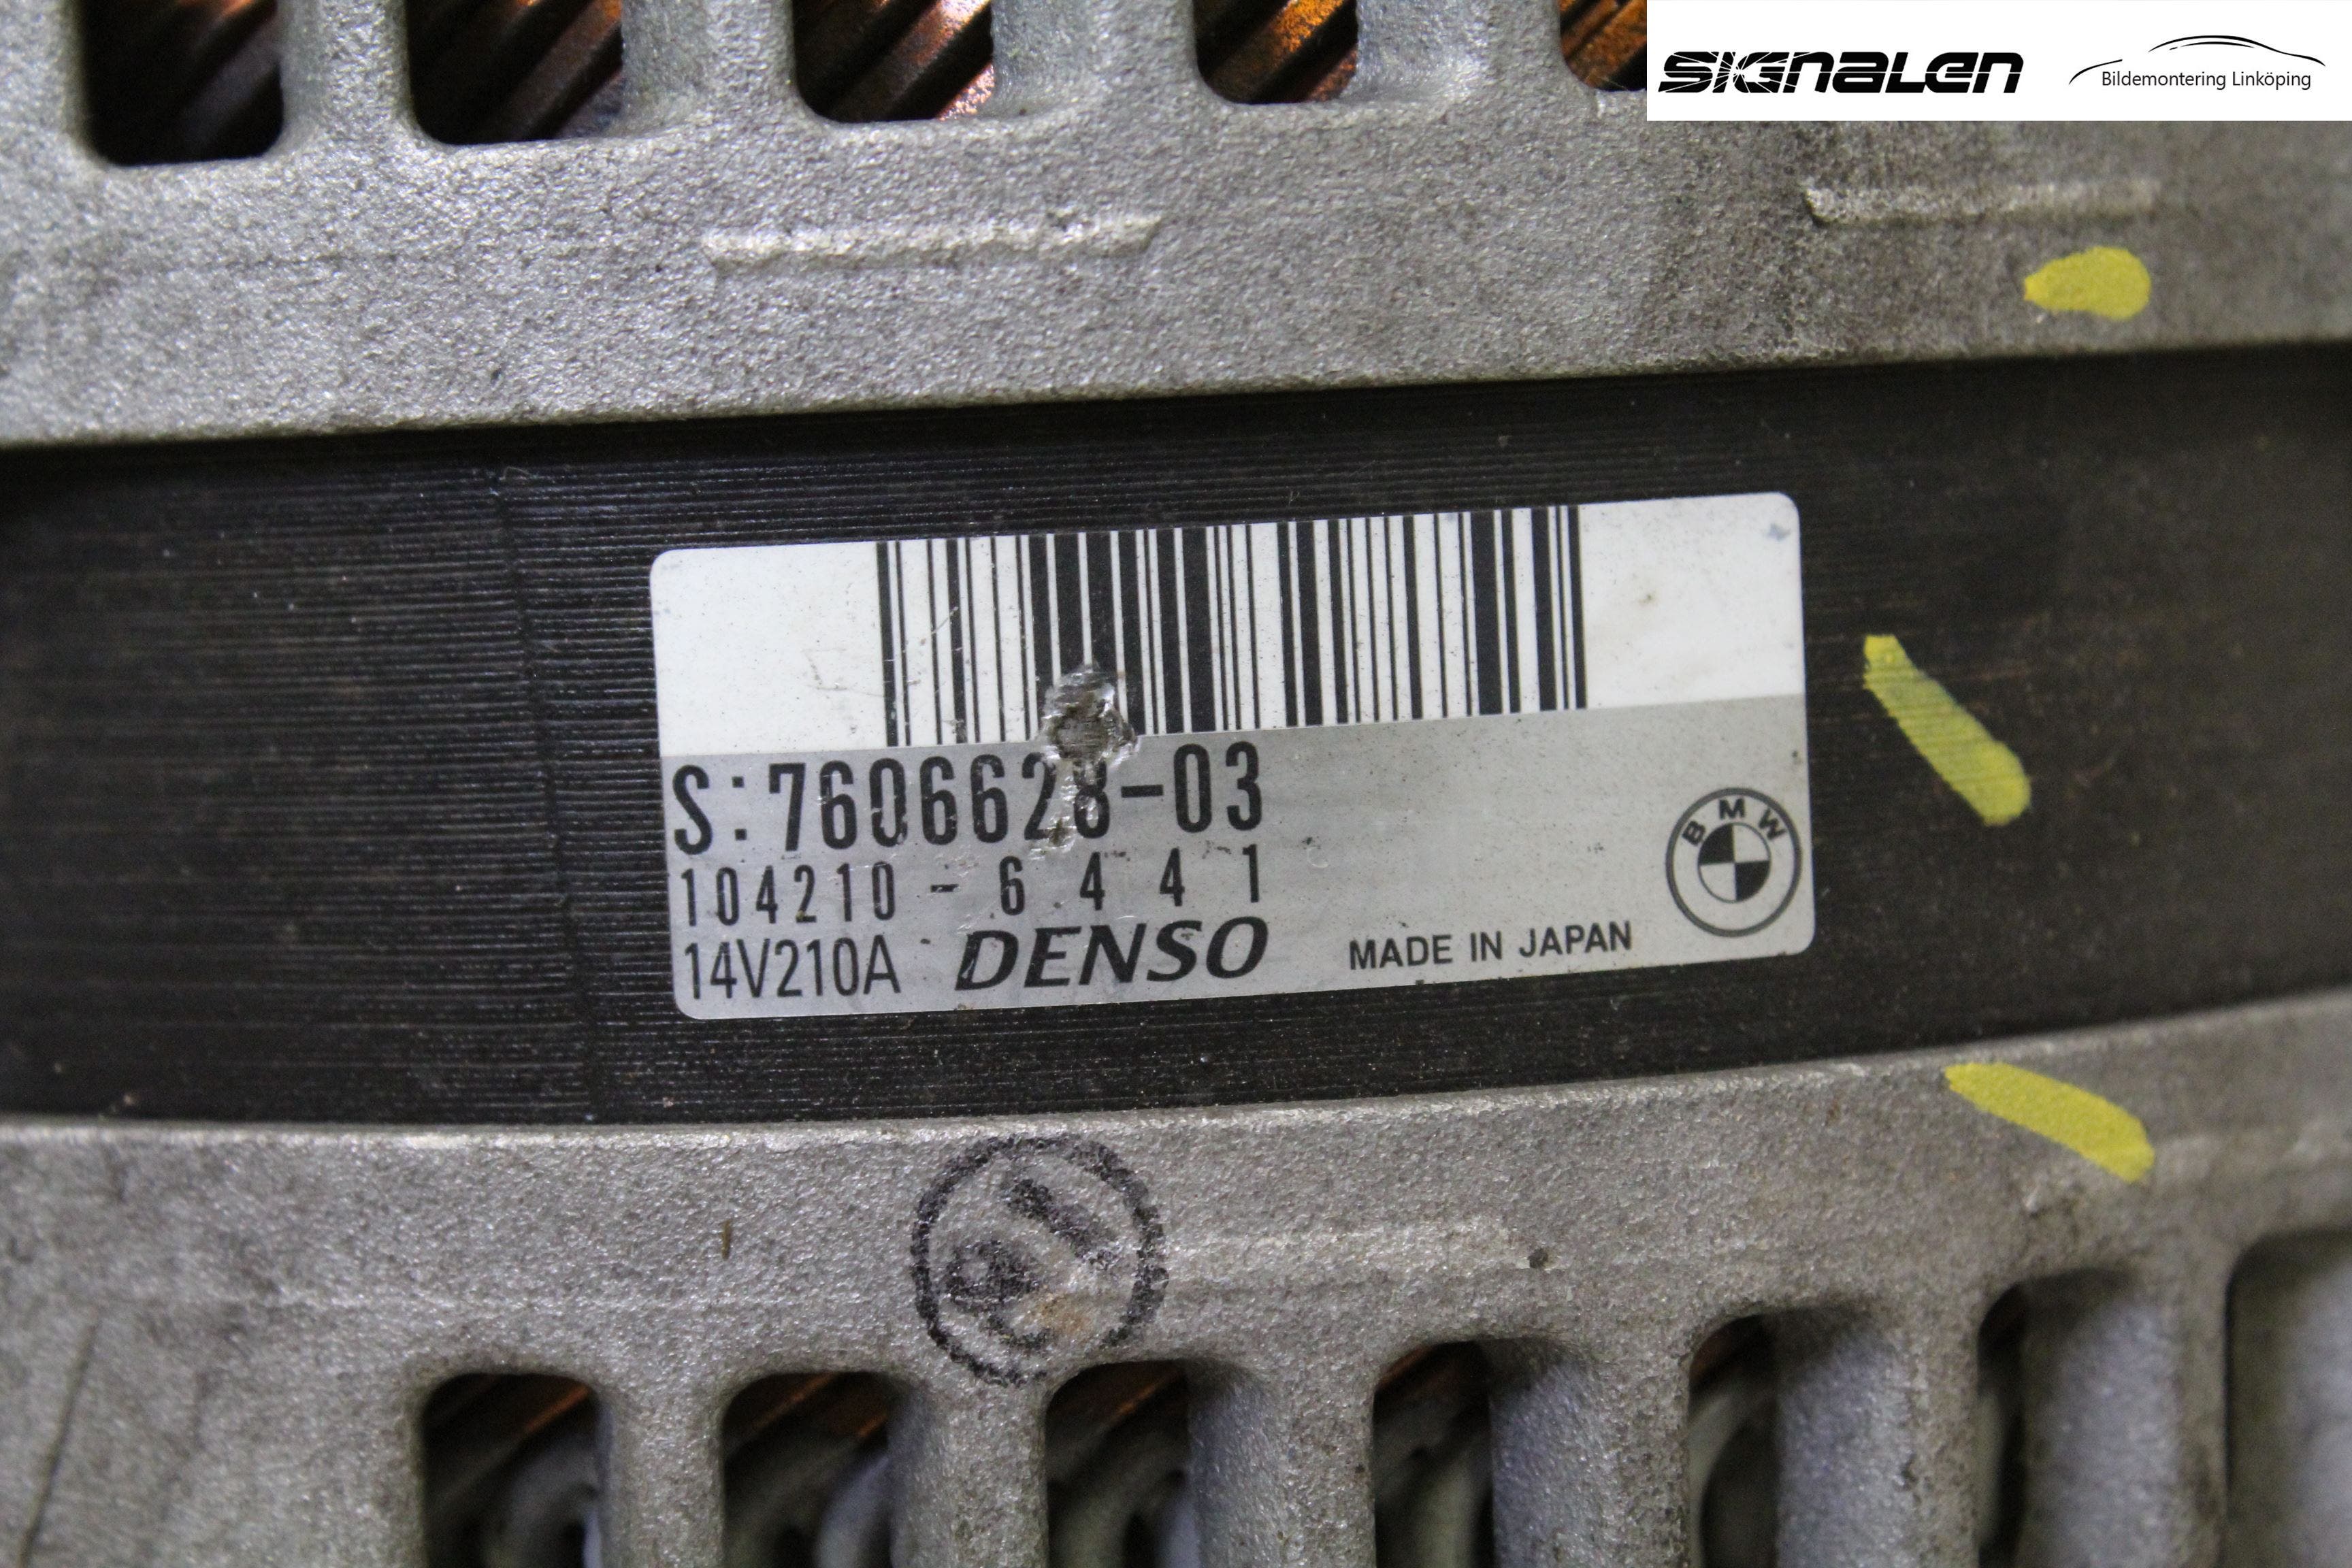 SIGNALEN
Bildemontering Linköping
S:7606628-03
104210-6441
14V210A DENSO MADE IN JAPAN
BMW